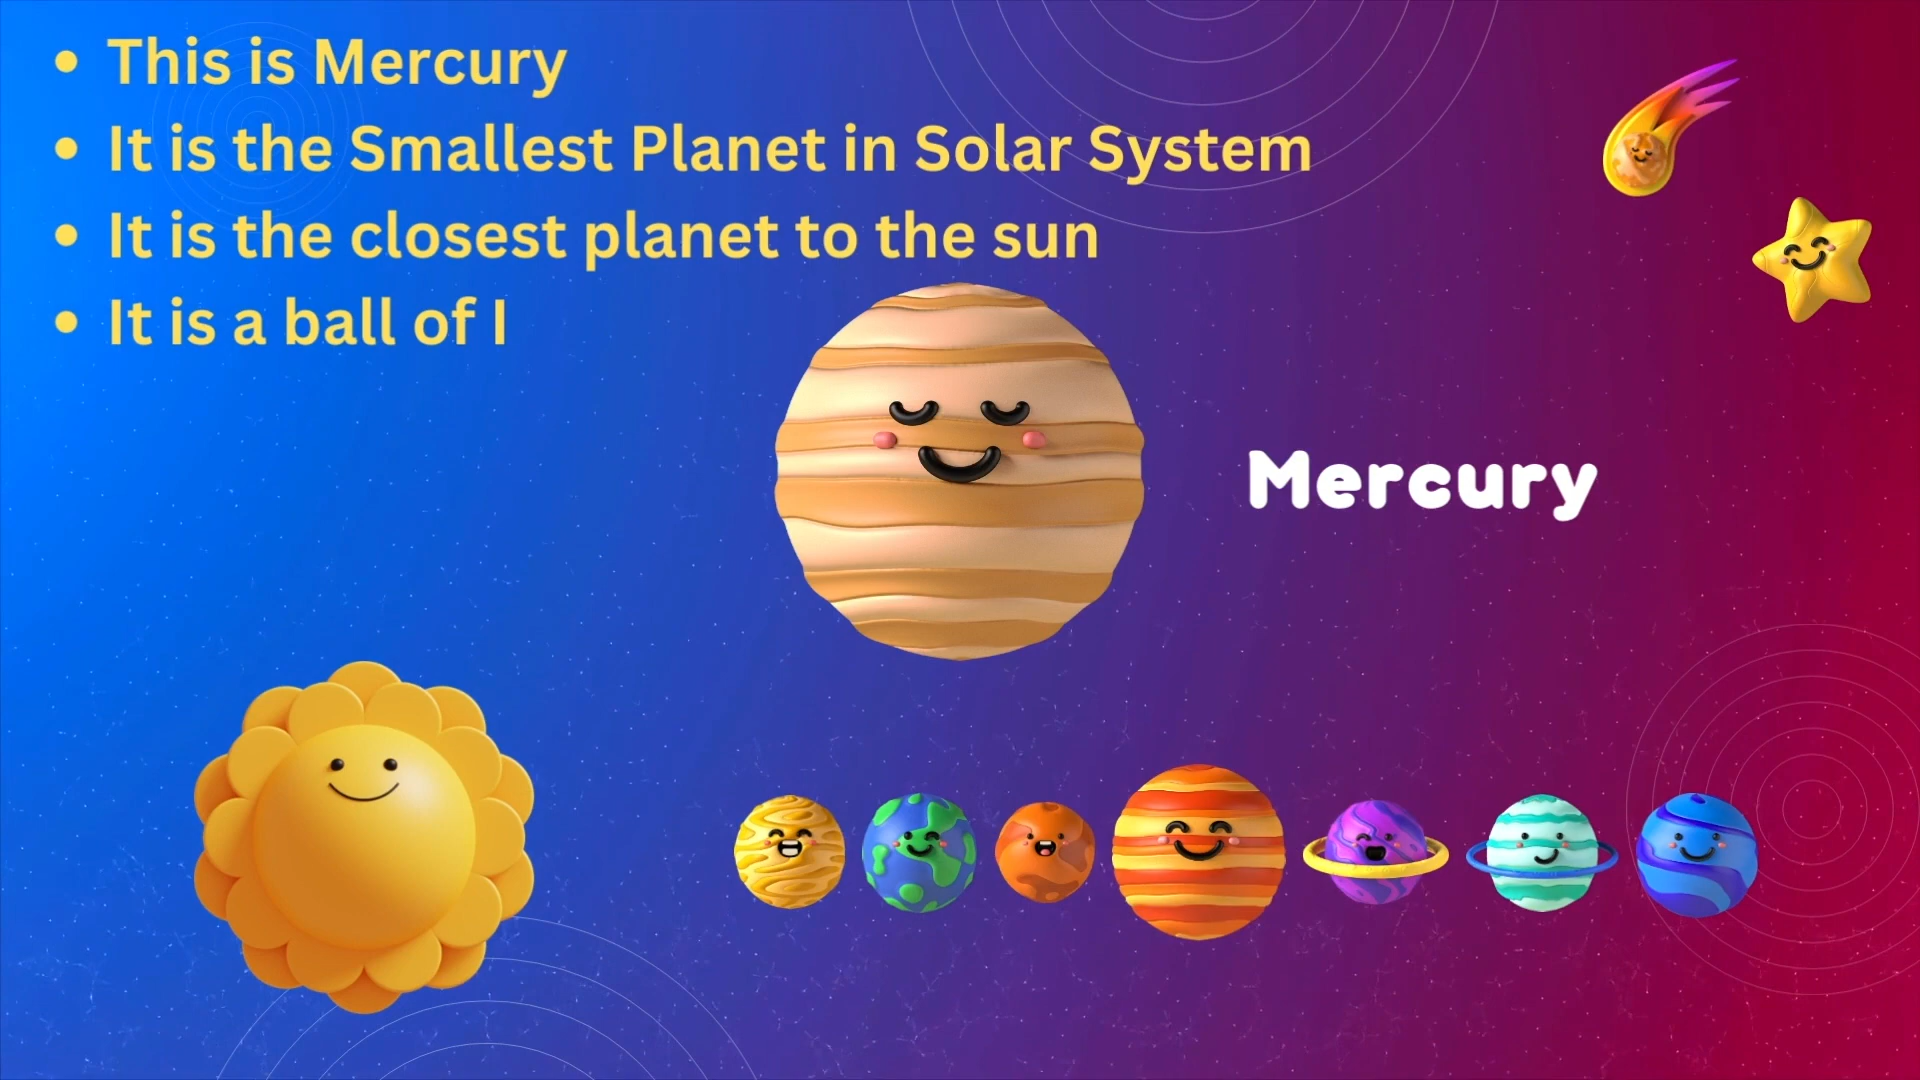 • This is Mercury
• It is the Smallest Planet in Solar System
• It is the closest planet to the sun
• It is a ball of I
Mercury